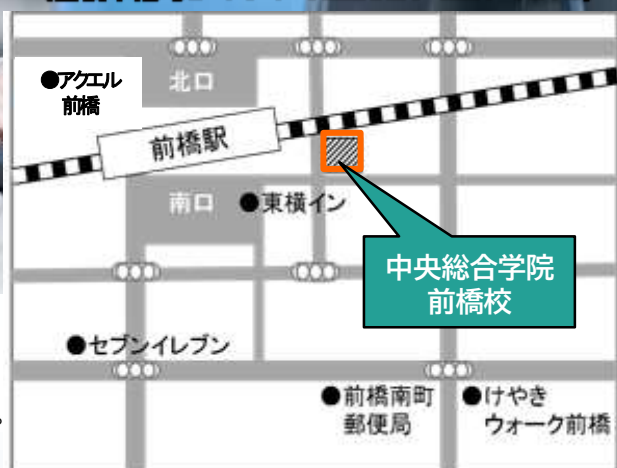 ●アクエル
前橋
北口
前橋駅
南口
●東横イン
中央総合学院
前橋校
●セブンイレブン
●前橋南町
郵便局
●けやき
ウォーク前橋